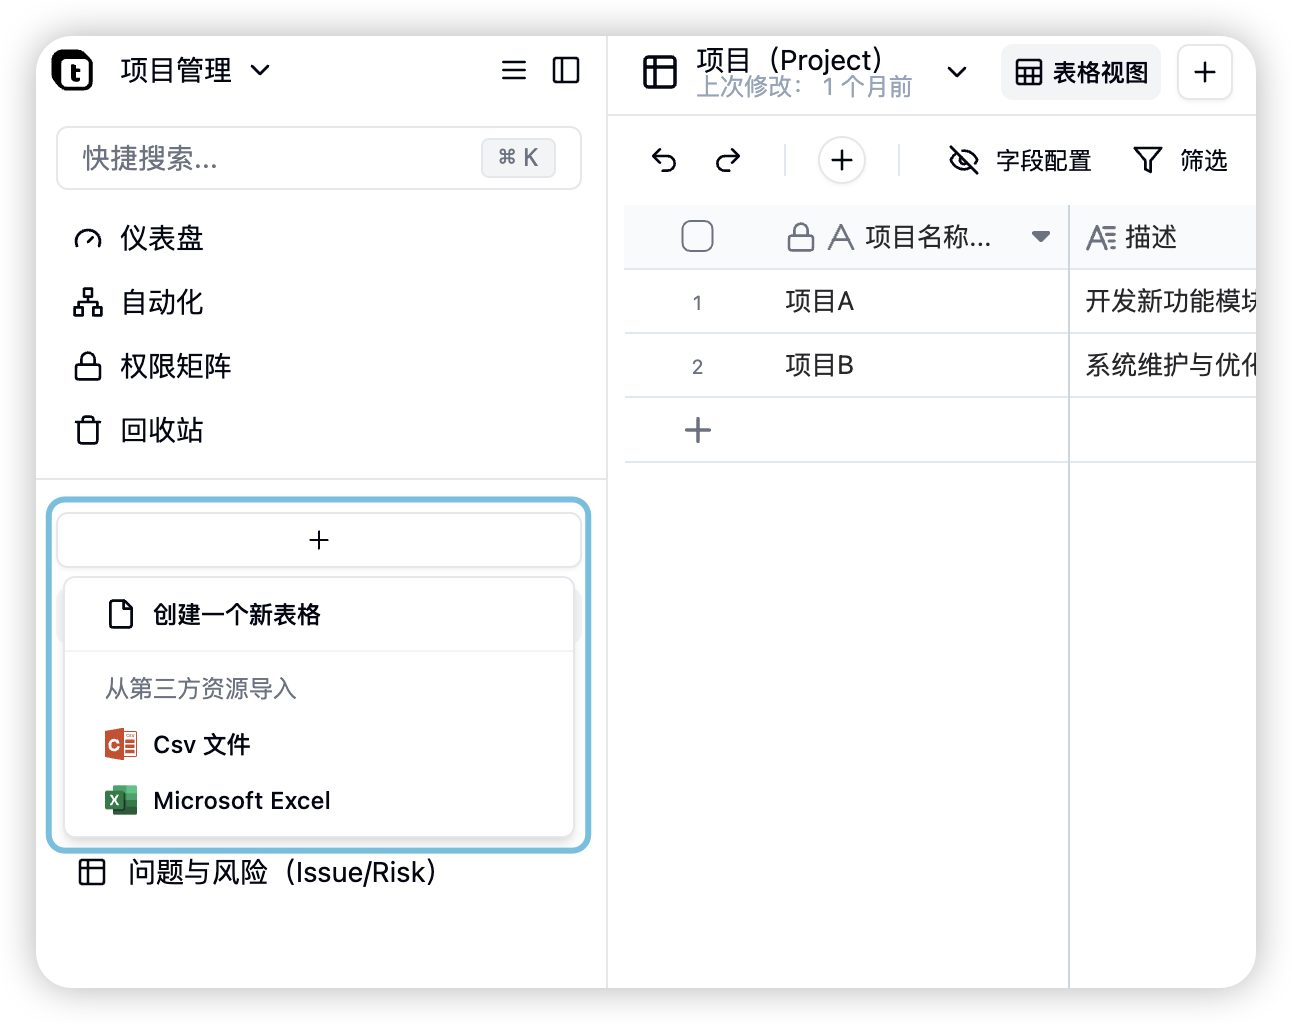 项目管理
快捷搜索...
⌘ K
仪表盘
自动化
权限矩阵
回收站
创建一个新表格
从第三方资源导入
Csv 文件
Microsoft Excel
问题与风险（Issue/Risk）
项目（Project）
上次修改： 1 个月前
表格视图
字段配置
筛选
项目名称...
描述
1 项目A 开发新功能模块
2 项目B 系统维护与优化